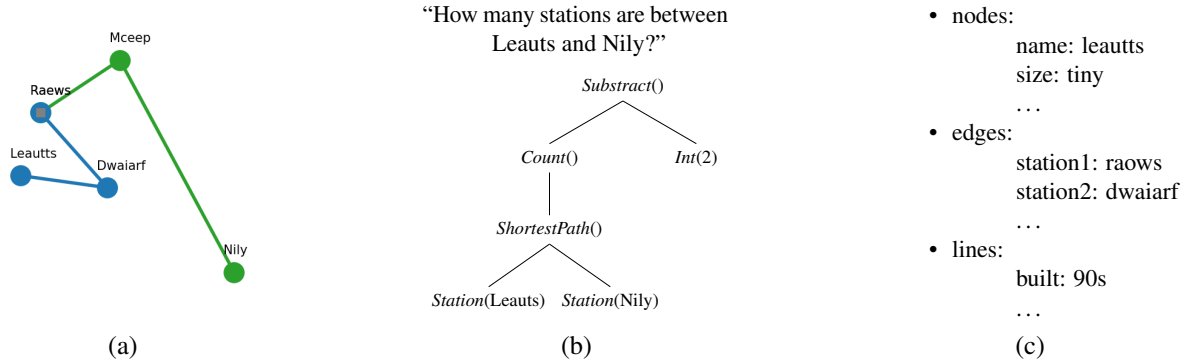 Mceep
Raews
Leautts
Dwaiarf
Nily
(a)
“How many stations are between
Leauts and Nily?”
Substract()
Count()
Int(2)
ShortestPath()
Station(Leauts)
Station(Nily)
(b)
• nodes:
name: leautts
size: tiny
...
• edges:
station1: raows
station2: dwaiarf
...
• lines:
built: 90s
...
(c)